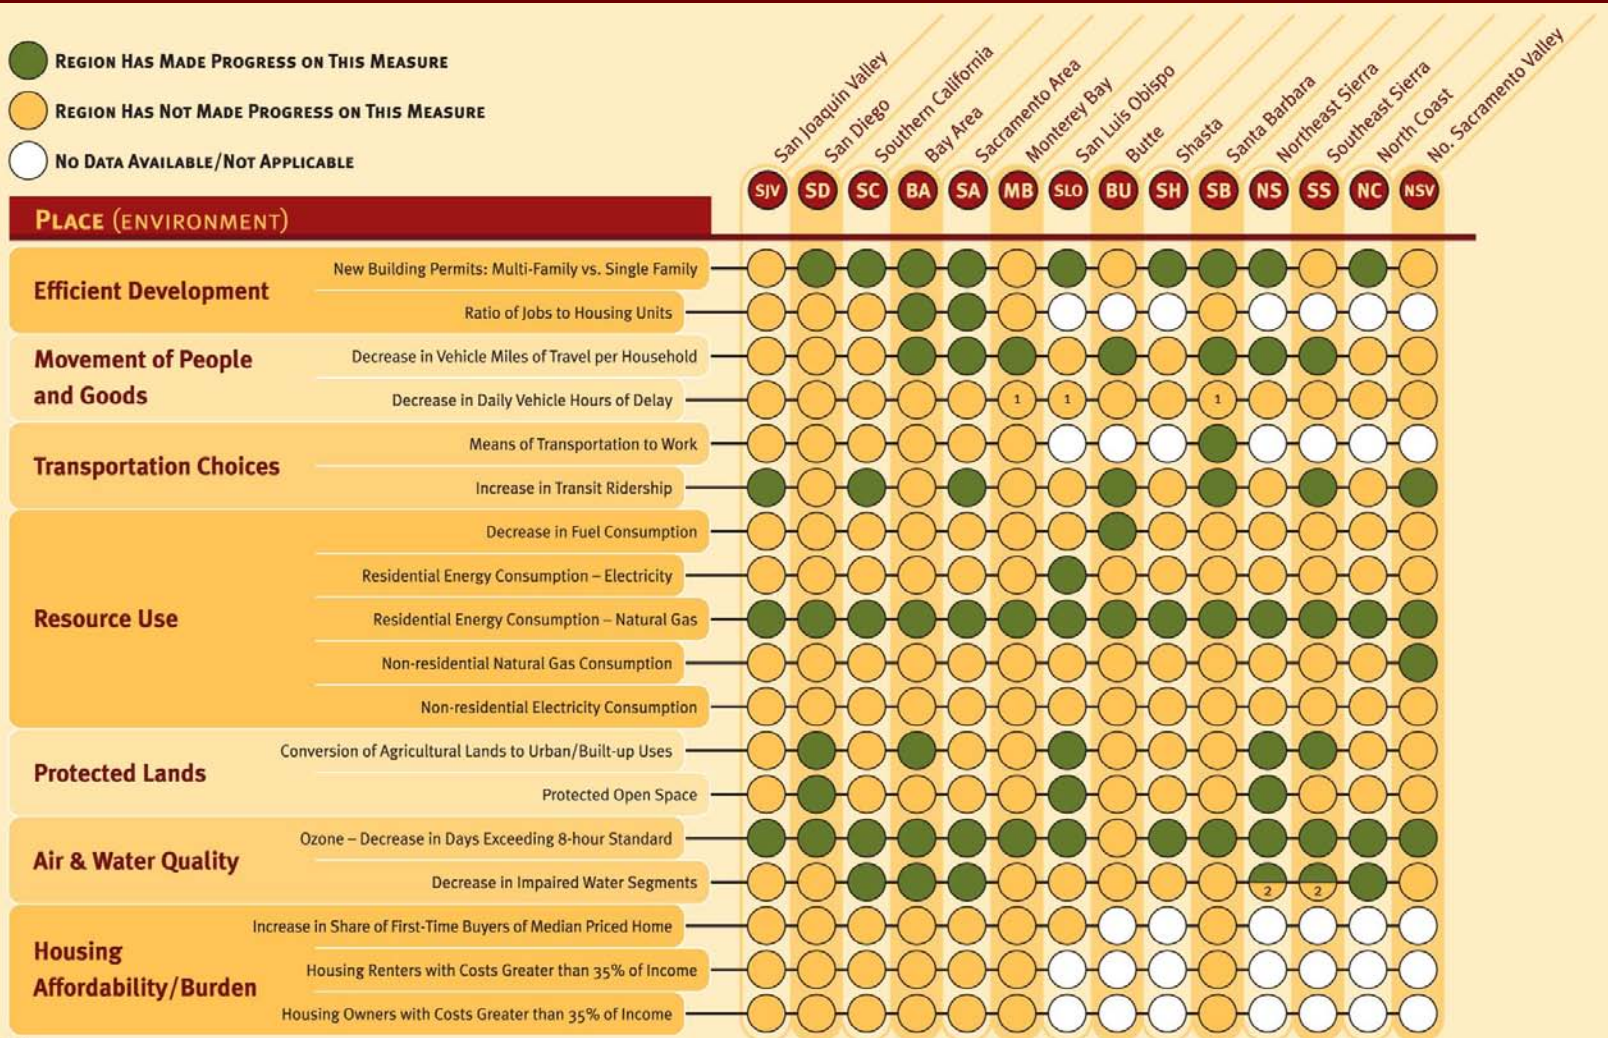 Region Has Made Progress on This Measure
Region Has Not Made Progress on This Measure
No Data Available/Not Applicable
San Joaquin Valley
San Diego
Southern California
Bay Area
Sacramento Area
Monterey Bay
San Luis Obispo
Butte
Shasta
Santa Barbara
Northeast Sierra
Southeast Sierra
North Coast
No. Sacramento Valley
SJV SD SC BA SA MB SLO BU SH SB NS SS NC NSV
Place (environment)
Efficient Development
New Building Permits: Multi-Family vs. Single Family
Ratio of Jobs to Housing Units
Movement of People
and Goods
Decrease in Vehicle Miles of Travel per Household
Decrease in Daily Vehicle Hours of Delay
1 1 1
Transportation Choices
Means of Transportation to Work
Increase in Transit Ridership
Resource Use
Decrease in Fuel Consumption
Residential Energy Consumption – Electricity
Residential Energy Consumption – Natural Gas
Non-residential Natural Gas Consumption
Non-residential Electricity Consumption
Protected Lands
Conversion of Agricultural Lands to Urban/Built-up Uses
Protected Open Space
Air & Water Quality
Ozone – Decrease in Days Exceeding 8-hour Standard
Decrease in Impaired Water Segments
2 2
Housing
Affordability/Burden
Increase in Share of First-Time Buyers of Median Priced Home
Housing Renters with Costs Greater than 35% of Income
Housing Owners with Costs Greater than 35% of Income